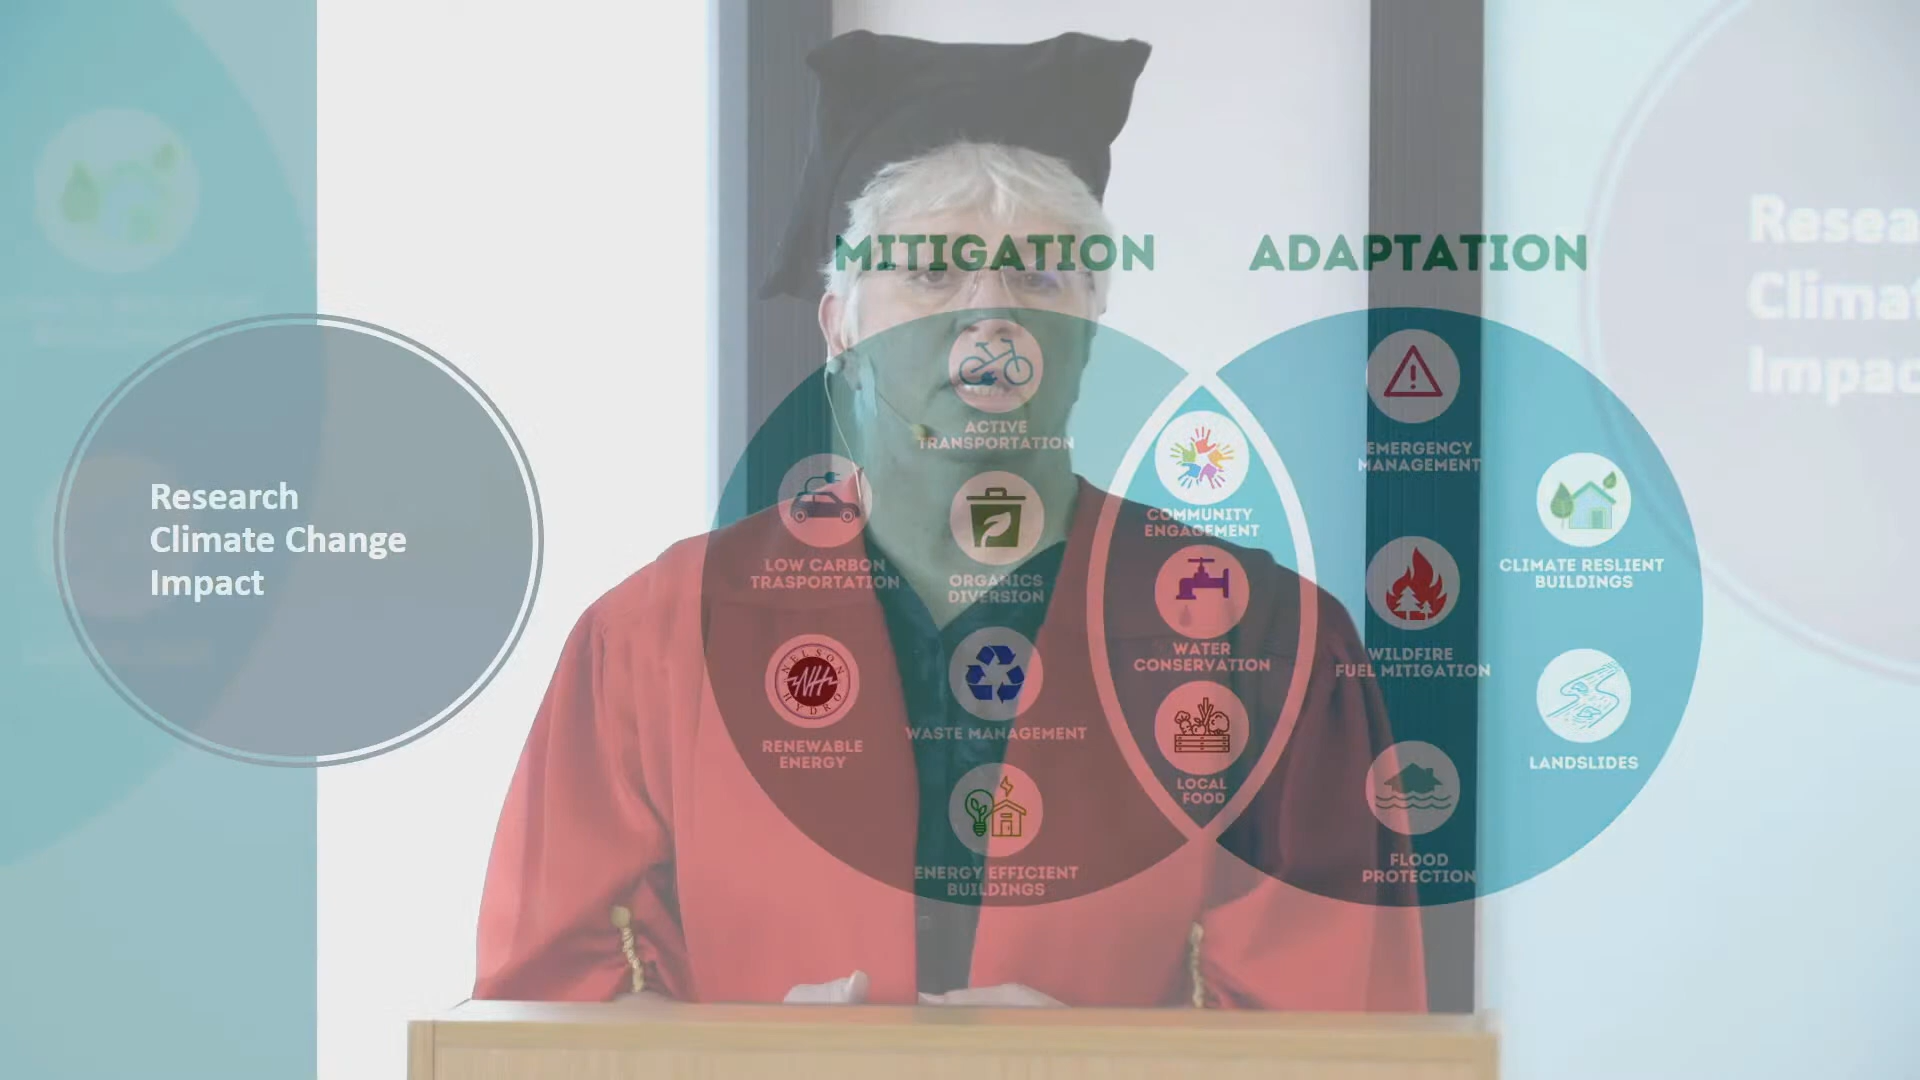 Research
Climate Change
Impact
MITIGATION
ADAPTATION
ACTIVE
TRANSPORTATION
LOW CARBON
TRASPORTATION
ORGANICS
DIVERSION
NELSON
NH
HYDRO
RENEWABLE
ENERGY
WASTE MANAGEMENT
ENERGY EFFICIENT
BUILDINGS
COMMUNITY
ENGAGEMENT
WATER
CONSERVATION
LOCAL
FOOD
EMERGENCY
MANAGEMENT
CLIMATE RESLIENT
BUILDINGS
WILDFIRE
FUEL MITIGATION
LANDSLIDES
FLOOD
PROTECTION
Resea
Climat
Impac